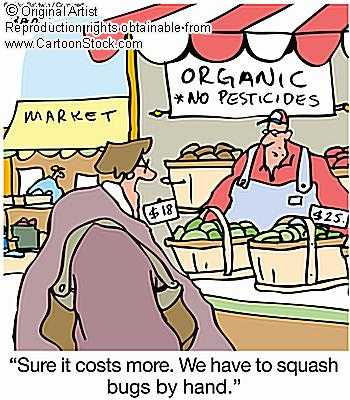 © Original Artist
Reproduction rights obtainable from
www.CartoonStock.com
MARKET
ORGANIC
*NO PESTICIDES
$18
$25.
"Sure it costs more. We have to squash
bugs by hand."